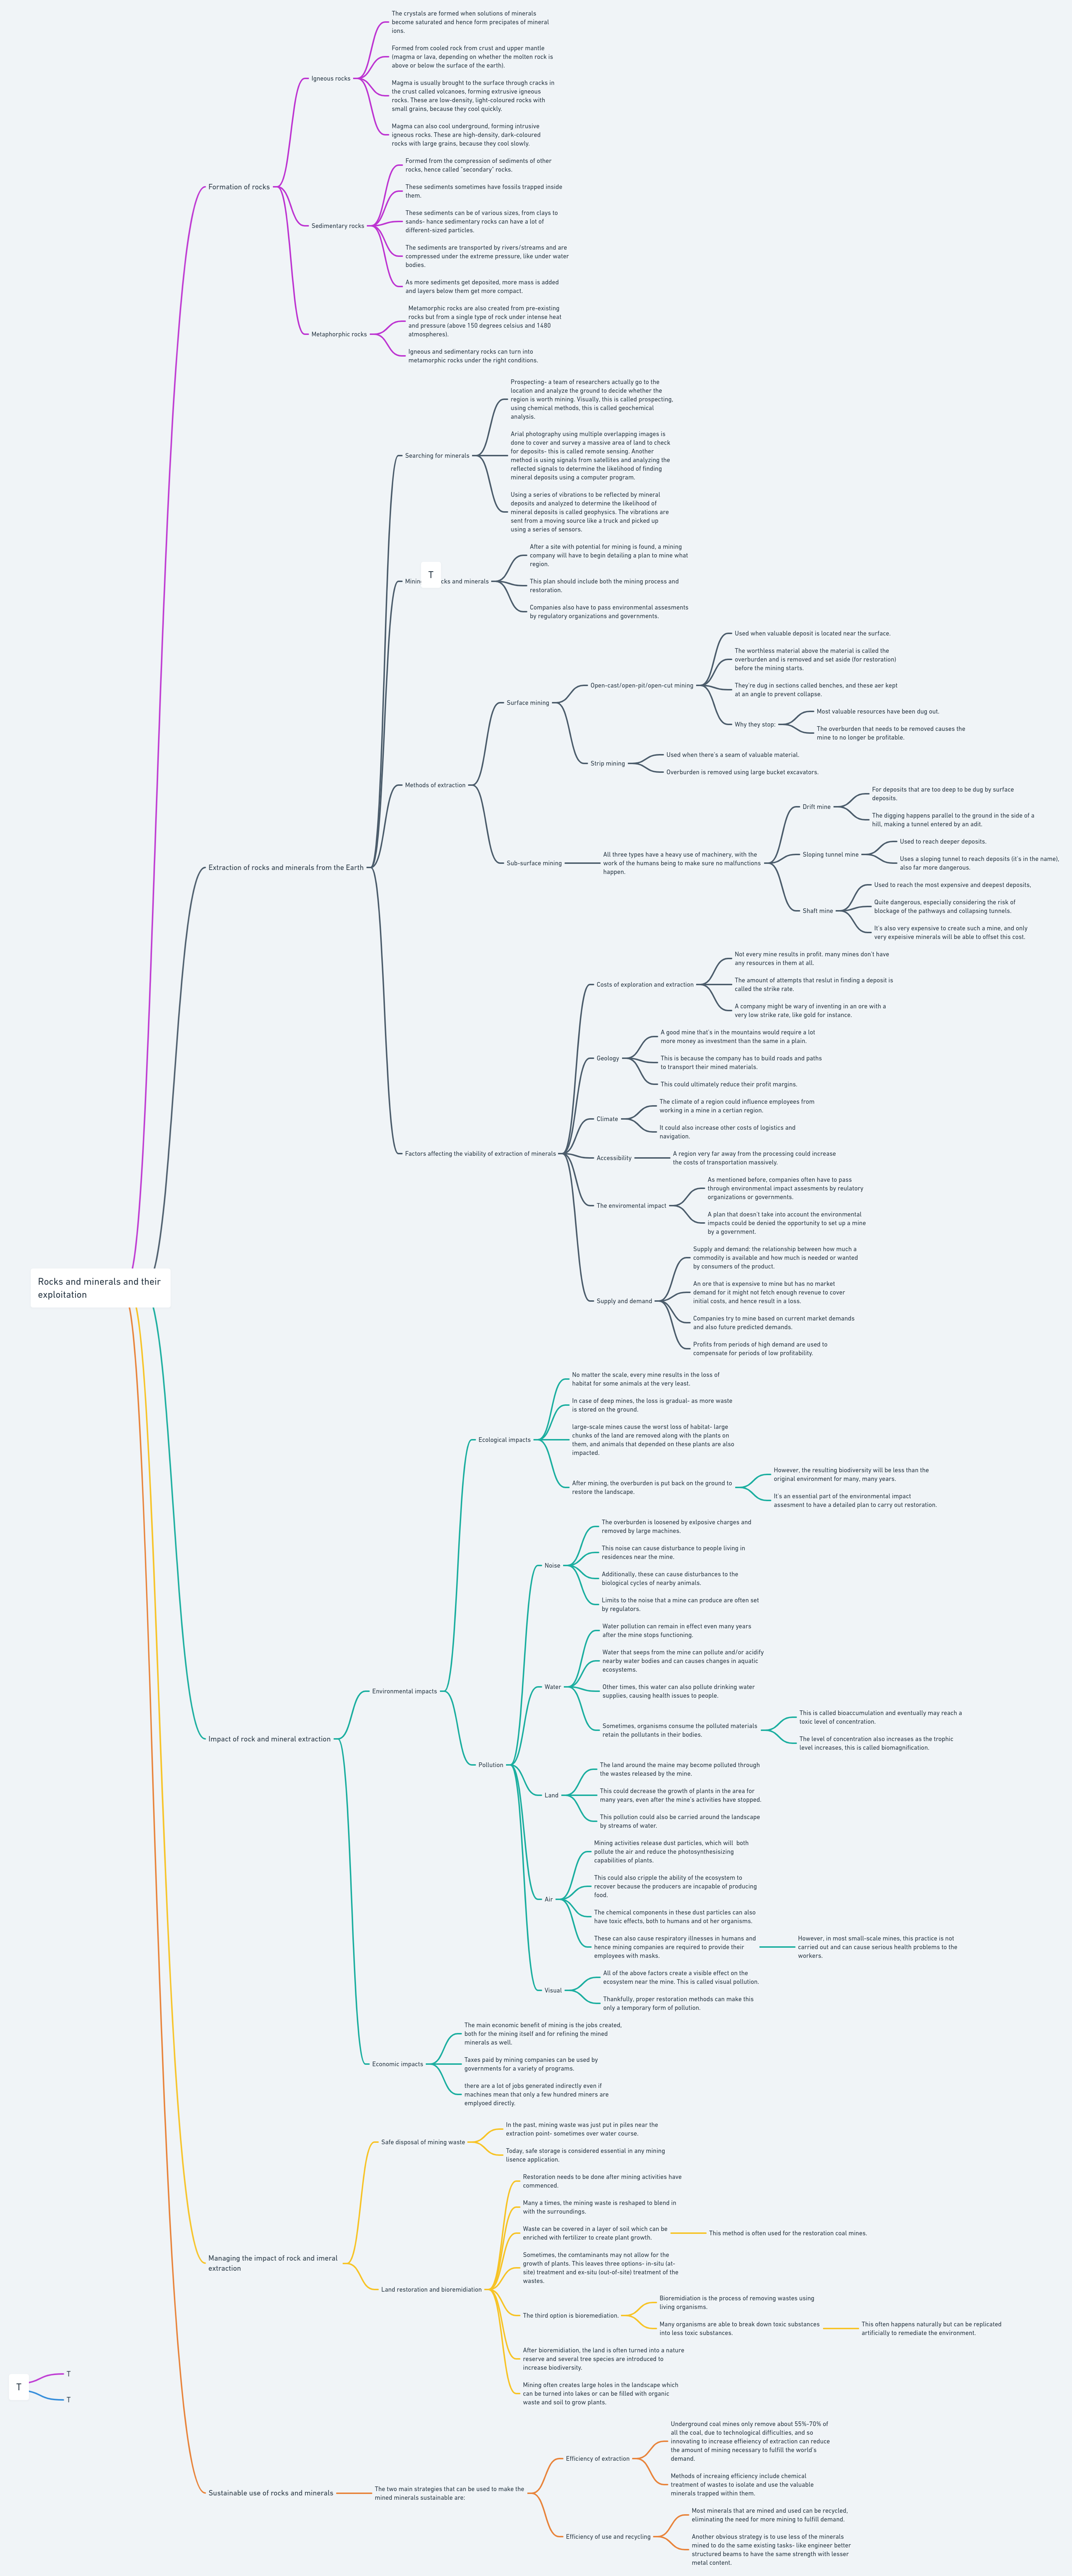 Rocks and minerals and their
exploitation
Formation of rocks
Igneous rocks
The crystals are formed when solutions of minerals
become saturated and hence form precipates of mineral
ions.
Formed from cooled rock from crust and upper mantle
(magma or lava, depending on whether the molten rock is
above or below the surface of the earth).
Magma is usually brought to the surface through cracks in
the crust called volcanoes, forming extrusive igneous
rocks. These are low-density, light-coloured rocks with
small grains, because they cool quickly.
Magma can also cool underground, forming intrusive
igneous rocks. These are high-density, dark-coloured
rocks with large grains, because they cool slowly.
Sedimentary rocks
Formed from the compression of sediments of other
rocks, hence called "secondary" rocks.
These sediments sometimes have fossils trapped inside
them.
These sediments can be of various sizes, from clays to
sands- hance sedimentary rocks can have a lot of
different-sized particles.
The sediments are transported by rivers/streams and are
compressed under the extreme pressure, like under water
bodies.
As more sediments get deposited, more mass is added
and layers below them get more compact.
Metaphorphic rocks
Metamorphic rocks are also created from pre-existing
rocks but from a single type of rock under intense heat
and pressure (above 150 degrees celsius and 1480
atmospheres).
Igneous and sedimentary rocks can turn into
metamorphic rocks under the right conditions.
Extraction of rocks and minerals from the Earth
Searching for minerals
Prospecting- a team of researchers actually go to the
location and analyze the ground to decide whether the
region is worth mining. Visually, this is called prospecting,
using chemical methods, this is called geochemical
analysis.
Arial photography using multiple overlapping images is
done to cover and survey a massive area of land to check
for deposits- this is called remote sensing. Another
method is using signals from satellites and analyzing the
reflected signals to determine the likelihood of finding
mineral deposits using a computer program.
Using a series of vibrations to be reflected by mineral
deposits and analyzed to determine the likelihood of
mineral deposits is called geophysics. The vibrations are
sent from a moving source like a truck and picked up
using a series of sensors.
T
cks and minerals
After a site with potential for mining is found, a mining
company will have to begin detailing a plan to mine what
region.
This plan should include both the mining process and
restoration.
Companies also have to pass environmental assesments
by regulatory organizations and governments.
Methods of extraction
Surface mining
Open-cast/open-pit/open-cut mining
Used when valuable deposit is located near the surface.
The worthless material above the material is called the
overburden and is removed and set aside (for restoration)
before the mining starts.
They're dug in sections called benches, and these aer kept
at an angle to prevent collapse.
Why they stop:
Most valuable resources have been dug out.
The overburden that needs to be removed causes the
mine to no longer be profitable.
Strip mining
Used when there's a seam of valuable material.
Overburden is removed using large bucket excavators.
Sub-surface mining
All three types have a heavy use of machinery, with the
work of the humans being to make sure no malfunctions
happen.
Drift mine
For deposits that are too deep to be dug by surface
deposits.
The digging happens parallel to the ground in the side of a
hill, making a tunnel entered by an adit.
Sloping tunnel mine
Used to reach deeper deposits.
Uses a sloping tunnel to reach deposits (it's in the name),
also far more dangerous.
Shaft mine
Used to reach the most expensive and deepest deposits,
Quite dangerous, especially considering the risk of
blockage of the pathways and collapsing tunnels.
It's also very expensive to create such a mine, and only
very expeisive minerals will be able to offset this cost.
Factors affecting the viability of extraction of minerals
Costs of exploration and extraction
Not every mine results in profit. many mines don't have
any resources in them at all.
The amount of attempts that reslut in finding a deposit is
called the strike rate.
A company might be wary of inventing in an ore with a
very low strike rate, like gold for instance.
Geology
A good mine that's in the mountains would require a lot
more money as investment than the same in a plain.
This is because the company has to build roads and paths
to transport their mined materials.
This could ultimately reduce their profit margins.
Climate
The climate of a region could influence employees from
working in a mine in a certian region.
It could also increase other costs of logistics and
navigation.
Accessibility
A region very far away from the processing could increase
the costs of transportation massively.
The enviromental impact
As mentioned before, companies often have to pass
through environmental impact assesments by reulatory
organizations or governments.
A plan that doesn't take into account the environmental
impacts could be denied the opportunity to set up a mine
by a government.
Supply and demand
Supply and demand: the relationship between how much a
commodity is available and how much is needed or wanted
by consumers of the product.
An ore that is expensive to mine but has no market
demand for it might not fetch enough revenue to cover
initial costs, and hence result in a loss.
Companies try to mine based on current market demands
and also future predicted demands.
Profits from periods of high demand are used to
compensate for periods of low profitability.
Impact of rock and mineral extraction
Environmental impacts
Ecological impacts
No matter the scale, every mine results in the loss of
habitat for some animals at the very least.
In case of deep mines, the loss is gradual- as more waste
is stored on the ground.
large-scale mines cause the worst loss of habitat- large
chunks of the land are removed along with the plants on
them, and animals that depended on these plants are also
impacted.
After mining, the overburden is put back on the ground to
restore the landscape.
However, the resulting biodiversity will be less than the
original environment for many, many years.
It's an essential part of the environmental impact
assesment to have a detailed plan to carry out restoration.
Pollution
Noise
The overburden is loosened by exlposive charges and
removed by large machines.
This noise can cause disturbance to people living in
residences near the mine.
Additionally, these can cause disturbances to the
biological cycles of nearby animals.
Limits to the noise that a mine can produce are often set
by regulators.
Water
Water pollution can remain in effect even many years
after the mine stops functioning.
Water that seeps from the mine can pollute and/or acidify
nearby water bodies and can causes changes in aquatic
ecosystems.
Other times, this water can also pollute drinking water
supplies, causing health issues to people.
Sometimes, organisms consume the polluted materials
retain the pollutants in their bodies.
This is called bioaccumulation and eventually may reach a
toxic level of concentration.
The level of concentration also increases as the trophic
level increases, this is called biomagnification.
Land
The land around the maine may become polluted through
the wastes released by the mine.
This could decrease the growth of plants in the area for
many years, even after the mine's activities have stopped.
This pollution could also be carried around the landscape
by streams of water.
Air
Mining activities release dust particles, which will both
pollute the air and reduce the photosynthesisizing
capabilities of plants.
This could also cripple the ability of the ecosystem to
recover because the producers are incapable of producing
food.
The chemical components in these dust particles can also
have toxic effects, both to humans and ot her organisms.
These can also cause respiratory illnesses in humans and
hence mining companies are required to provide their
employees with masks.
However, in most small-scale mines, this practice is not
carried out and can cause serious health problems to the
workers.
Visual
All of the above factors create a visible effect on the
ecosystem near the mine. This is called visual pollution.
Thankfully, proper restoration methods can make this
only a temporary form of pollution.
Economic impacts
The main economic benefit of mining is the jobs created,
both for the mining itself and for refining the mined
minerals as well.
Taxes paid by mining companies can be used by
governments for a variety of programs.
there are a lot of jobs generated indirectly even if
machines mean that only a few hundred miners are
emplyoed directly.
Managing the impact of rock and imeral
extraction
Safe disposal of mining waste
In the past, mining waste was just put in piles near the
extraction point- sometimes over water course.
Today, safe storage is considered essential in any mining
lisence application.
Land restoration and bioremidiation
Restoration needs to be done after mining activities have
commenced.
Many a times, the mining waste is reshaped to blend in
with the surroundings.
Waste can be covered in a layer of soil which can be
enriched with fertilizer to create plant growth.
This method is often used for the restoration coal mines.
Sometimes, the comtaminants may not allow for the
growth of plants. This leaves three options- in-situ (at-
site) treatment and ex-situ (out-of-site) treatment of the
wastes.
The third option is bioremediation.
Bioremidiation is the process of removing wastes using
living organisms.
Many organisms are able to break down toxic substances
into less toxic substances.
This often happens naturally but can be replicated
artificially to remediate the environment.
After bioremidiation, the land is often turned into a nature
reserve and several tree species are introduced to
increase biodiversity.
Mining often creates large holes in the landscape which
can be turned into lakes or can be filled with organic
waste and soil to grow plants.
T
T
T
Sustainable use of rocks and minerals
The two main strategies that can be used to make the
mined minerals sustainable are:
Efficiency of extraction
Underground coal mines only remove about 55%-70% of
all the coal, due to technological difficulties, and so
innovating to increase effieiency of extraction can reduce
the amount of mining necessary to fulfill the world's
demand.
Methods of increaing efficiency include chemical
treatment of wastes to isolate and use the valuable
minerals trapped within them.
Efficiency of use and recycling
Most minerals that are mined and used can be recycled,
eliminating the need for more mining to fulfill demand.
Another obvious strategy is to use less of the minerals
mined to do the same existing tasks- like engineer better
structured beams to have the same strength with lesser
metal content.